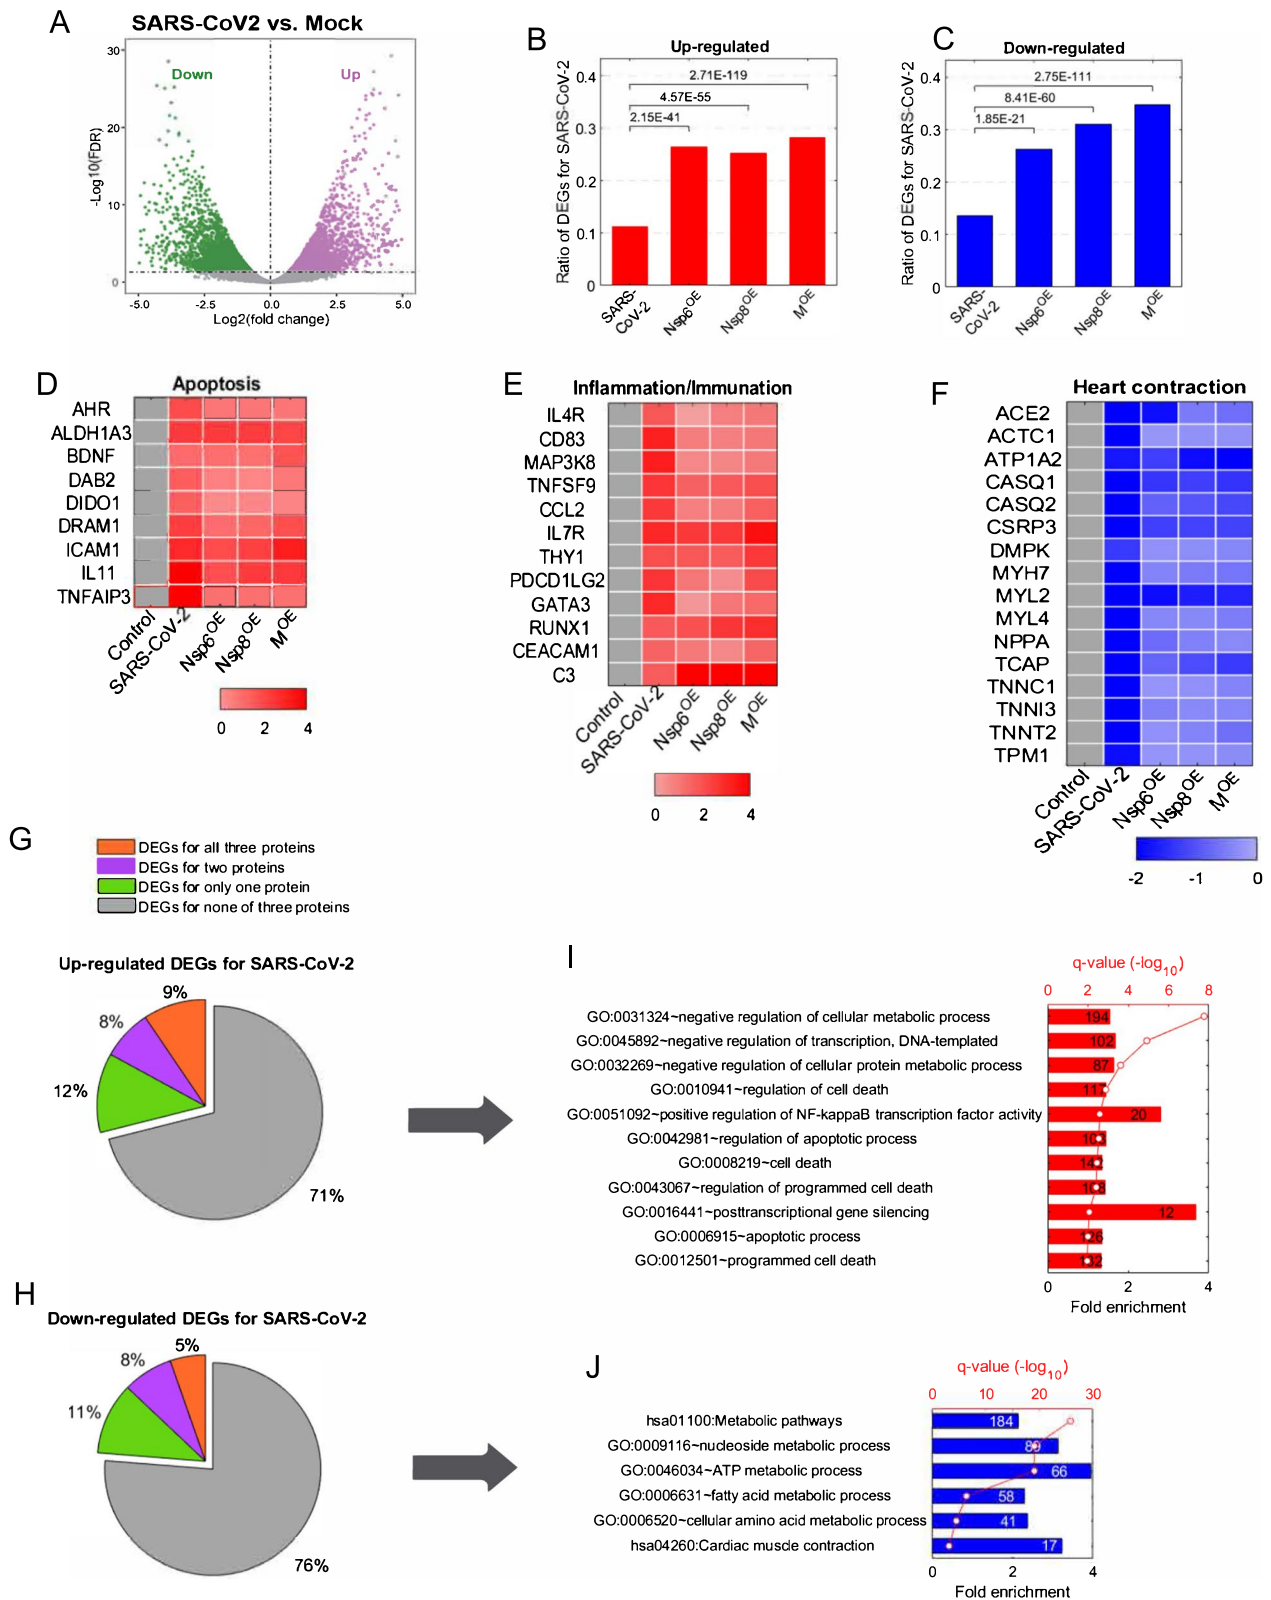 A
SARS-CoV2 vs. Mock
30
20
10
0
-Log10(FDR)
Down
Up
-5.0 -2.5 0.0 2.5 5.0
Log2(fold change)
B
Up-regulated
Ratio of DEGs for SARS-CoV-2
0.4
0.3
0.2
0.1
0
2.71E-119
4.57E-55
2.15E-41
SARS-CoV-2
Nsp6OE
Nsp8OE
MOE
C
Down-regulated
Ratio of DEGs for SARS-CoV-2
0.4
0.3
0.2
0.1
0
2.75E-111
8.41E-60
1.85E-21
SARS-CoV-2
Nsp6OE
Nsp8OE
MOE
D
Apoptosis
AHR
ALDH1A3
BDNF
DAB2
DIDO1
DRAM1
ICAM1
IL11
TNFAIP3
Control
SARS-CoV-2
Nsp6OE
Nsp8OE
MOE
0 2 4
E
Inflammation/Immunation
IL4R
CD83
MAP3K8
TNFSF9
CCL2
IL7R
THY1
PDCD1LG2
GATA3
RUNX1
CEACAM1
C3
Control
SARS-CoV-2
Nsp6OE
Nsp8OE
MOE
0 2 4
F
Heart contraction
ACE2
ACTC1
ATP1A2
CASQ1
CASQ2
CSRP3
DMPK
MYH7
MYL2
MYL4
NPPA
TCAP
TNNC1
TNNI3
TNNT2
TPM1
Control
SARS-CoV-2
Nsp6OE
Nsp8OE
MOE
-2 -1 0
G
DEGs for all three proteins
DEGs for two proteins
DEGs for only one protein
DEGs for none of three proteins
Up-regulated DEGs for SARS-CoV-2
9%
8%
12%
71%
H
Down-regulated DEGs for SARS-CoV-2
5%
8%
11%
76%
I
q-value (-log10)
0 2 4 6 8
GO:0031324~negative regulation of cellular metabolic process 194
GO:0045892~negative regulation of transcription, DNA-templated 102
GO:0032269~negative regulation of cellular protein metabolic process 87
GO:0010941~regulation of cell death
GO:0051092~positive regulation of NF-kappaB transcription factor activity 20
GO:0042981~regulation of apoptotic process
GO:0008219~cell death
GO:0043067~regulation of programmed cell death
GO:0016441~posttranscriptional gene silencing 12
GO:0006915~apoptotic process 126
GO:0012501~programmed cell death
0 2 4
Fold enrichment
J
q-value (-log10)
0 10 20 30
hsa01100:Metabolic pathways 184
GO:0009116~nucleoside metabolic process
GO:0046034~ATP metabolic process 66
GO:0006631~fatty acid metabolic process 58
GO:0006520~cellular amino acid metabolic process 41
hsa04260:Cardiac muscle contraction 17
0 2 4
Fold enrichment